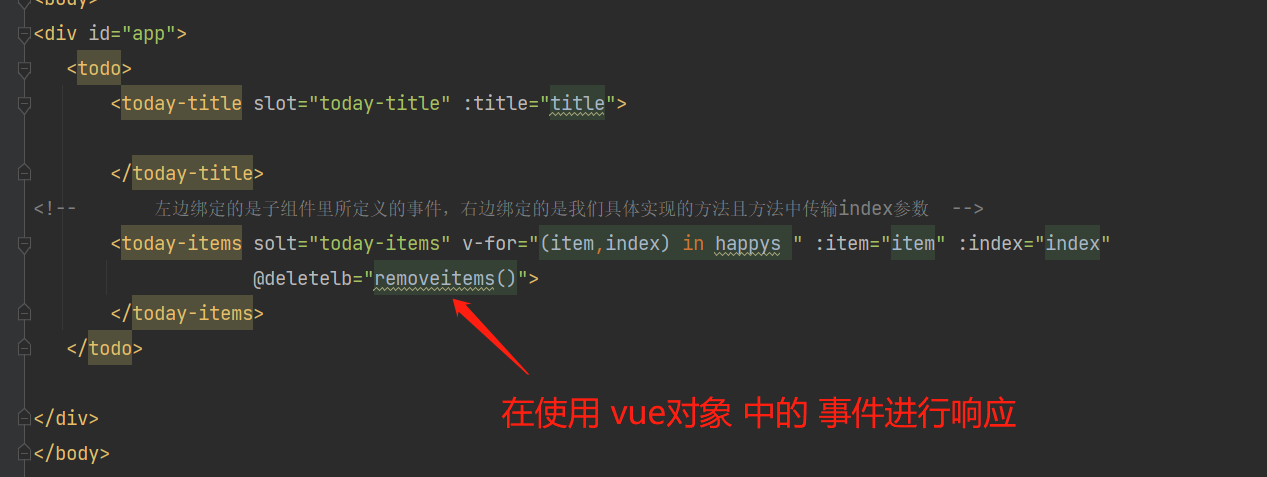 <body>
<div id="app">
<todo>
<today-title slot="today-title" :title="title">
</today-title>
<!-- 左边绑定的是子组件里所定义的事件，右边绑定的是我们具体实现的方法且方法中传输index参数 -->
<today-items solt="today-items" v-for="(item,index) in happys " :item="item" :index="index"
@deletelb="removeitems()">
</today-items>
</todo>
在使用 vue对象 中的 事件进行响应
</div>
</body>